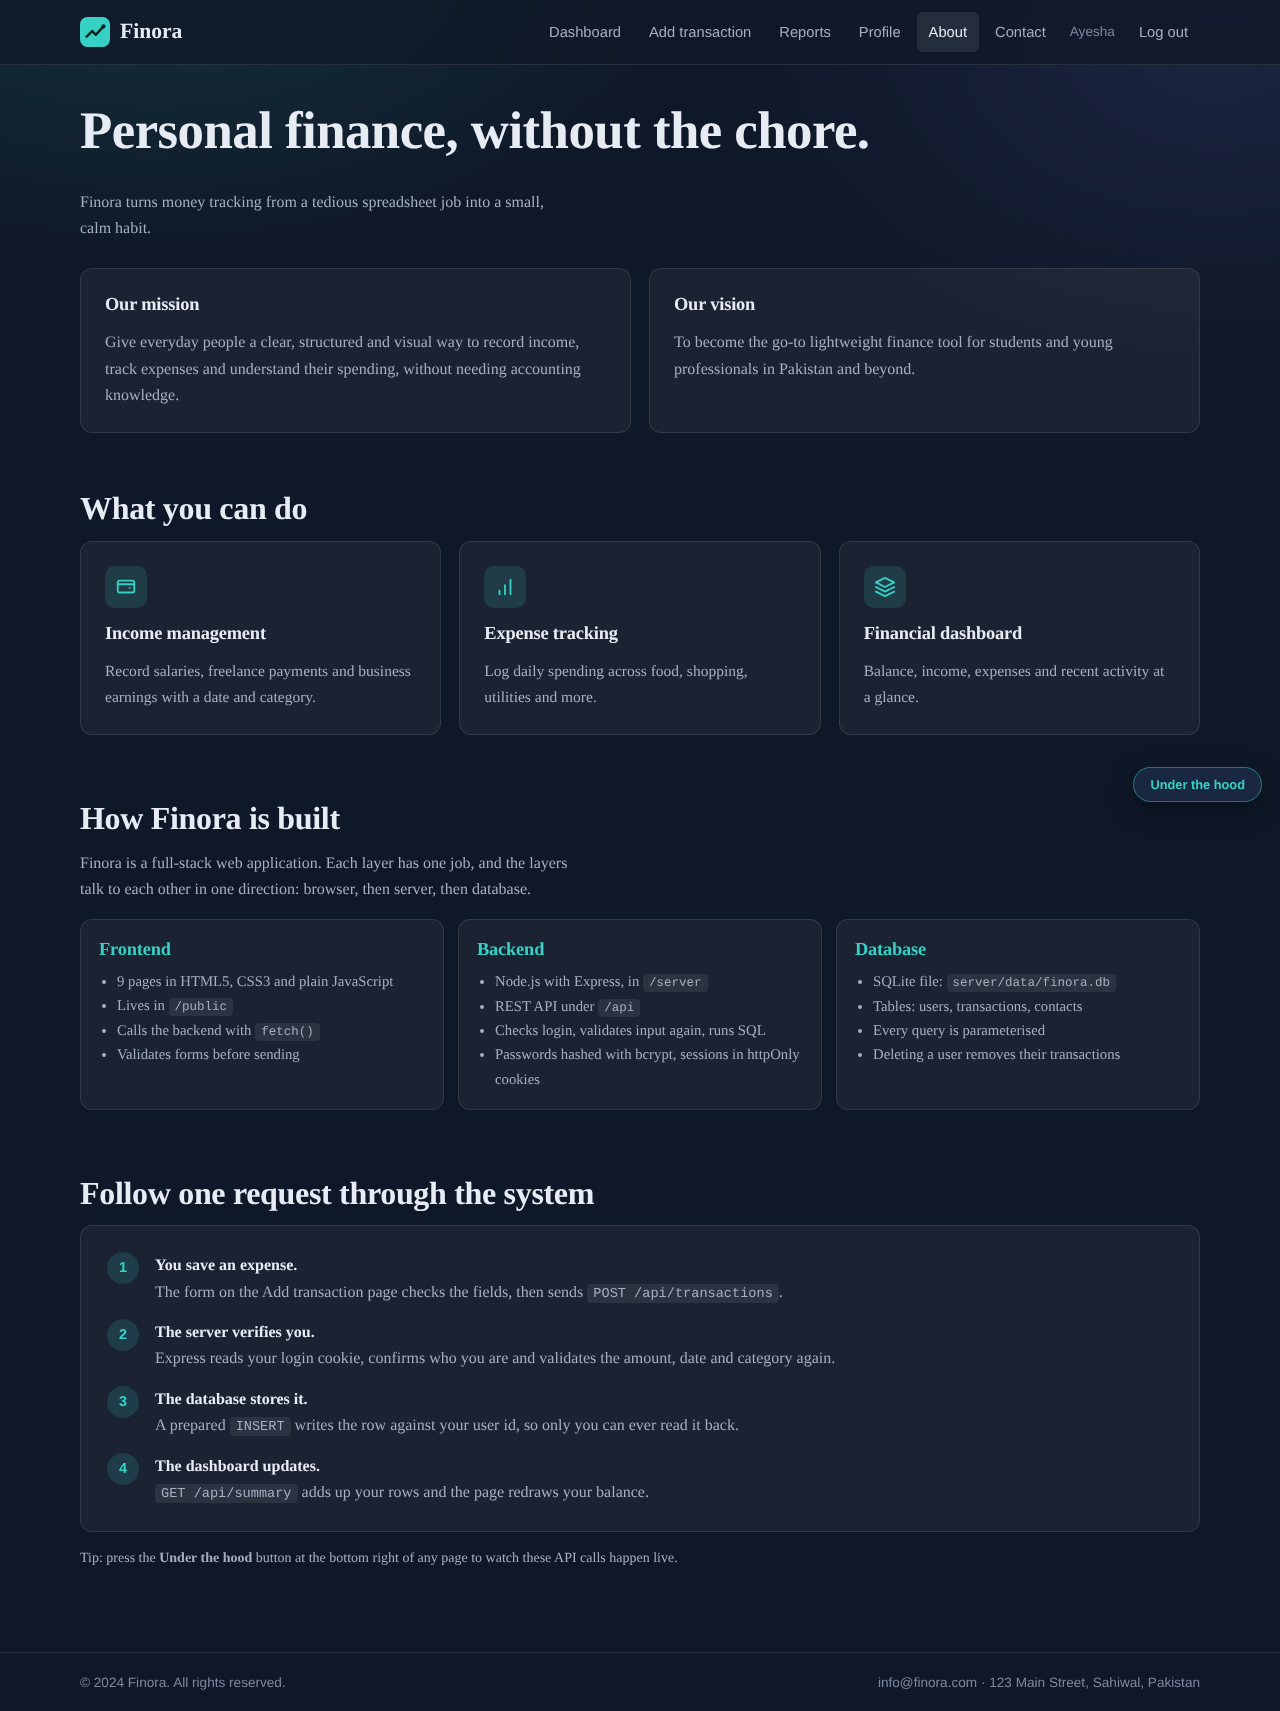 Finora
Dashboard
Add transaction
Reports
Profile
About
Contact
Ayesha
Log out
Personal finance, without the chore.
Finora turns money tracking from a tedious spreadsheet job into a small,
calm habit.
Our mission
Give everyday people a clear, structured and visual way to record income,
track expenses and understand their spending, without needing accounting
knowledge.
Our vision
To become the go-to lightweight finance tool for students and young
professionals in Pakistan and beyond.
What you can do
Income management
Record salaries, freelance payments and business
earnings with a date and category.
Expense tracking
Log daily spending across food, shopping,
utilities and more.
Financial dashboard
Balance, income, expenses and recent activity at
a glance.
Under the hood
How Finora is built
Finora is a full-stack web application. Each layer has one job, and the layers
talk to each other in one direction: browser, then server, then database.
Frontend
• 9 pages in HTML5, CSS3 and plain JavaScript
• Lives in /public
• Calls the backend with fetch()
• Validates forms before sending
Backend
• Node.js with Express, in /server
• REST API under /api
• Checks login, validates input again, runs SQL
• Passwords hashed with bcrypt, sessions in httpOnly
cookies
Database
• SQLite file: server/data/finora.db
• Tables: users, transactions, contacts
• Every query is parameterised
• Deleting a user removes their transactions
Follow one request through the system
1
You save an expense.
The form on the Add transaction page checks the fields, then sends POST /api/transactions.
2
The server verifies you.
Express reads your login cookie, confirms who you are and validates the amount, date and category again.
3
The database stores it.
A prepared INSERT writes the row against your user id, so only you can ever read it back.
4
The dashboard updates.
GET /api/summary adds up your rows and the page redraws your balance.
Tip: press the Under the hood button at the bottom right of any page to watch these API calls happen live.
© 2024 Finora. All rights reserved.
info@finora.com · 123 Main Street, Sahiwal, Pakistan